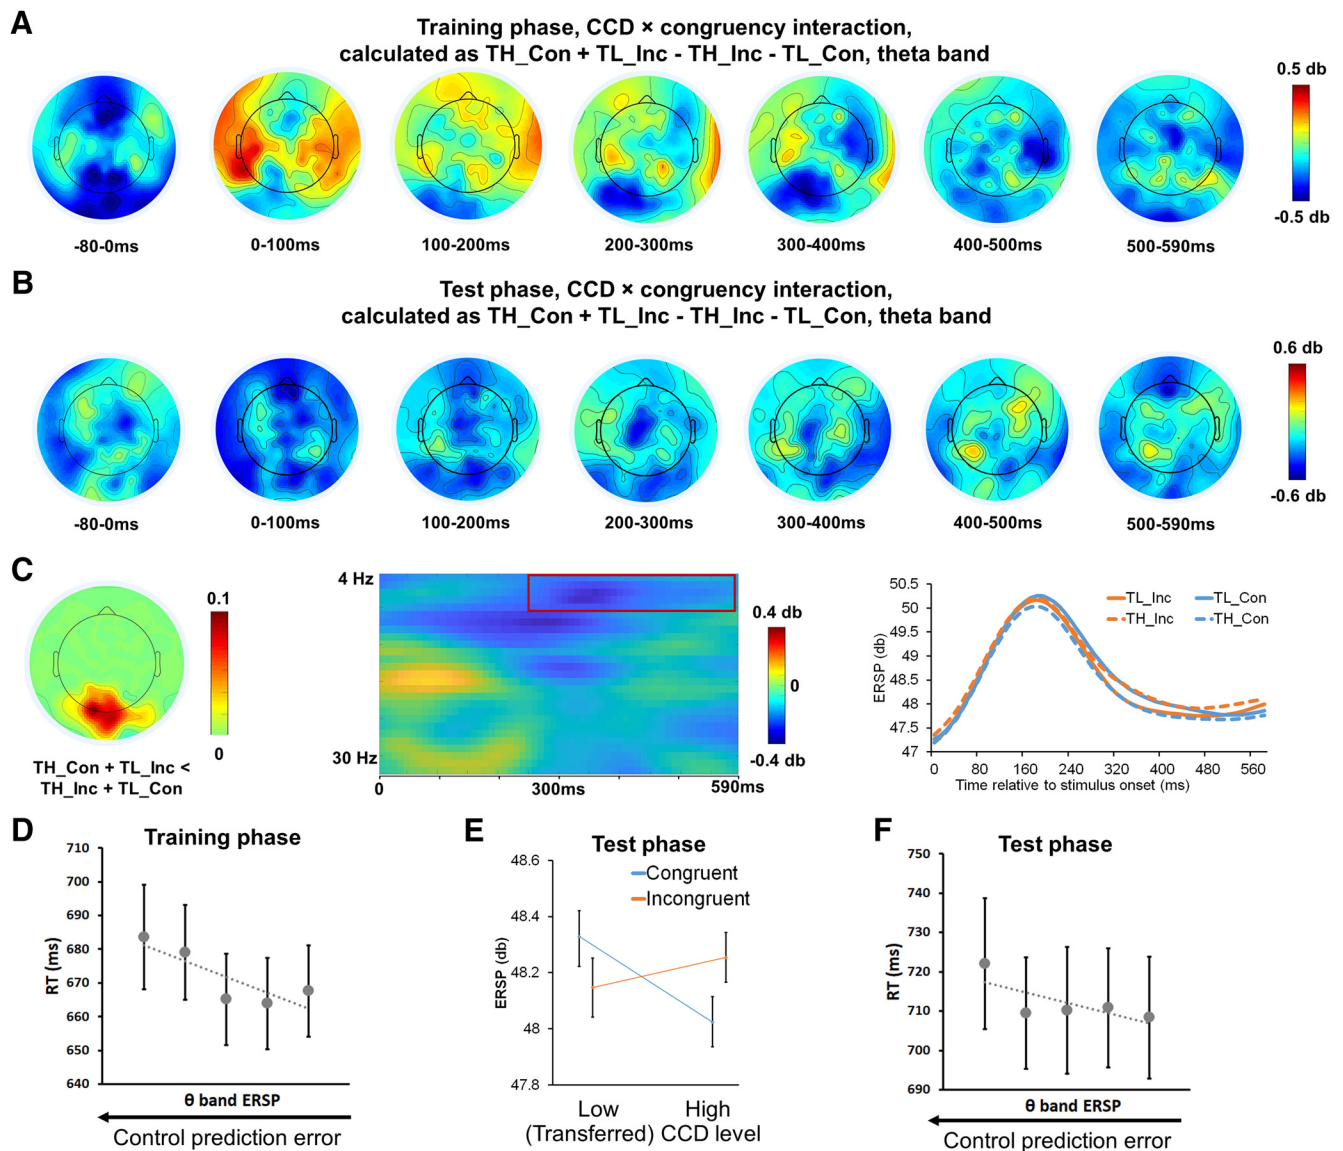 A
Training phase, CCD × congruency interaction,
calculated as TH_Con + TL_Inc - TH_Inc - TL_Con, theta band
0.5 db
-0.5 db
-80-0ms
0-100ms
100-200ms
200-300ms
300-400ms
400-500ms
500-590ms
B
Test phase, CCD × congruency interaction,
calculated as TH_Con + TL_Inc - TH_Inc - TL_Con, theta band
0.6 db
-0.6 db
-80-0ms
0-100ms
100-200ms
200-300ms
300-400ms
400-500ms
500-590ms
C
0.1
0
TH_Con + TL_Inc <
TH_Inc + TL_Con
4 Hz
30 Hz
0
300ms
590ms
0.4 db
0
-0.4 db
50.5
50
49.5
49
48.5
48
47.5
47
ERSP (db)
TL_Inc
TL_Con
TH_Inc
TH_Con
0
80
160
240
320
400
480
560
Time relative to stimulus onset (ms)
D
Training phase
710
700
690
680
670
660
650
640
RT (ms)
θ band ERSP
Control prediction error
E
Test phase
Congruent
Incongruent
48.6
48.4
48.2
48
47.8
ERSP (db)
Low
High
(Transferred) CCD level
F
Test phase
750
740
730
720
710
700
690
RT (ms)
θ band ERSP
Control prediction error